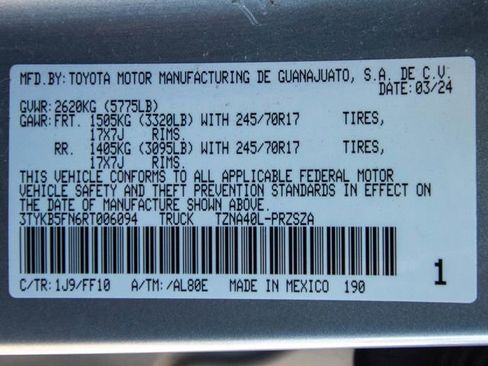 MFD.BY:TOYOTA MOTOR MANUFACTURING DE GUANAJUATO, S.A. DE C.V.
DATE:03/24
GVWR:2620KG (5775LB)
GAWR:FRT. 1505KG (3320LB) WITH 245/70R17 TIRES,
17X7J RIMS.
RR. 1405KG (3095LB) WITH 245/70R17 TIRES,
17X7J RIMS.
THIS VEHICLE CONFORMS TO ALL APPLICABLE FEDERAL MOTOR
VEHICLE SAFETY AND THEFT PREVENTION STANDARDS IN EFFECT ON
THE DATE OF MANUFACTURE SHOWN ABOVE.
3TYKB5FN6RT006094 TRUCK TZNA40L-PRZSZA
C/TR:1J9/FF10 A/TM:/AL80E MADE IN MEXICO 190
1